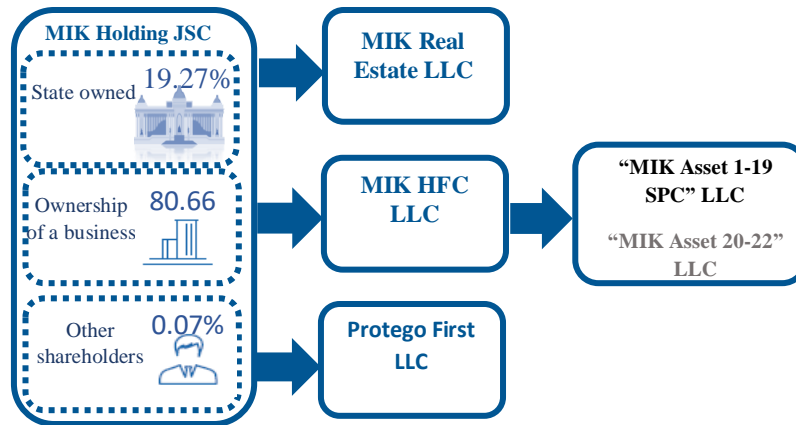 MIK Holding JSC
19.27%
State owned
80.66
Ownership
of a business
0.07%
Other
shareholders
MIK Real
Estate LLC
MIK HFC
LLC
Protego First
LLC
“MIK Asset 1-19
SPC” LLC
“MIK Asset 20-22”
LLC